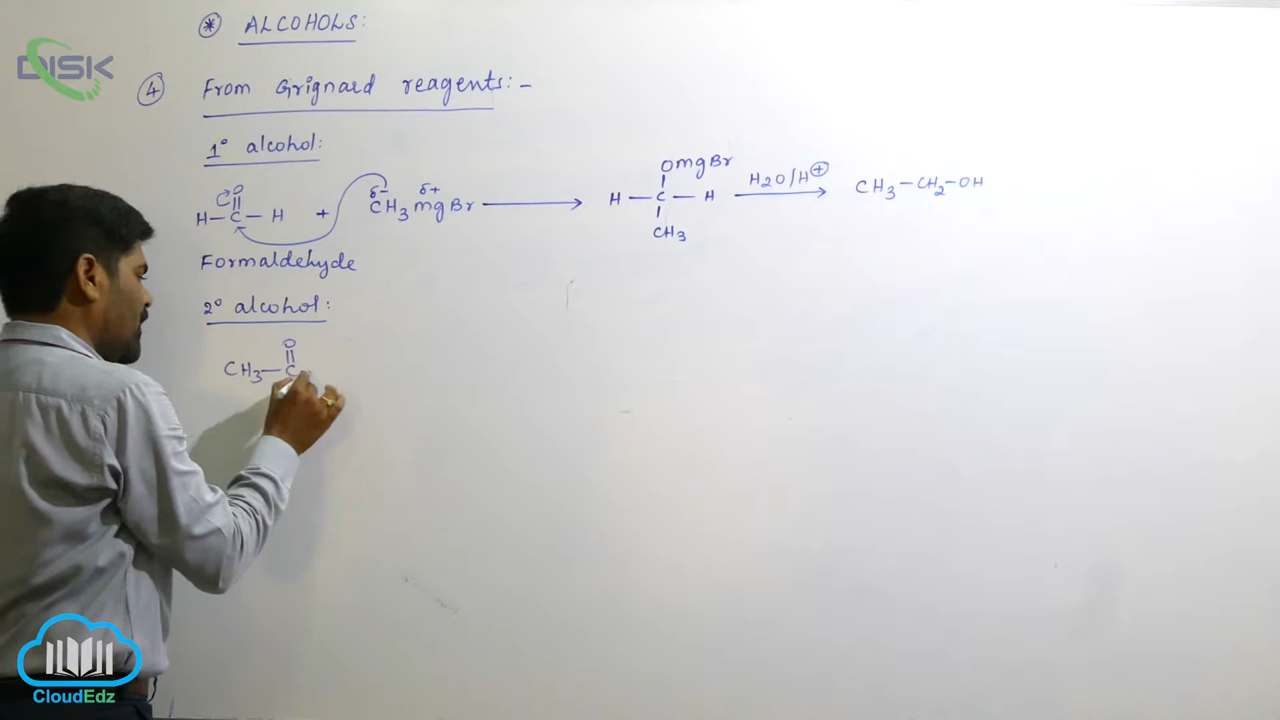 DISK
* ALCOHOLS:
4 From Grignard reagents:-
1° alcohol:
O
H-C-H + δ- δ+ CH3 mgBr → OmgBr H-C-H CH3 H2O/H⊕ → CH3-CH2-OH
Formaldehyde
2° alcohol:
O
CH3-C
CloudEdz